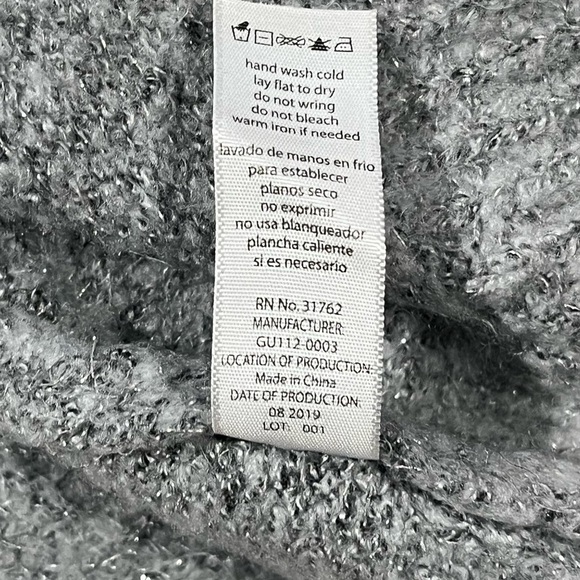 hand wash cold
lay flat to dry
do not wring
do not bleach
warm iron if needed
lavado de manos en frio
para establecer
planos seco
no exprimir
no usa blanqueador
plancha caliente
si es necesario
RN No. 31762
MANUFACTURER:
GU112-0003
LOCATION OF PRODUCTION:
Made in China
DATE OF PRODUCTION:
08 2019
LOT: 001